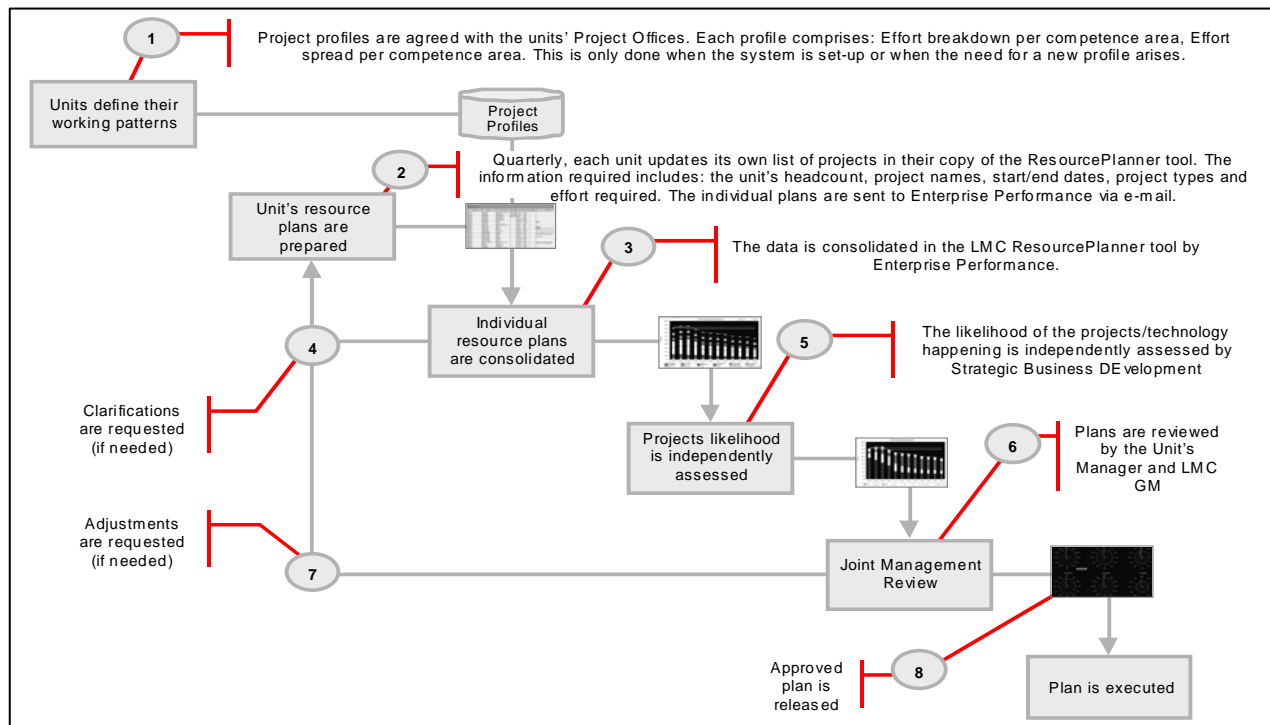 1
Project profiles are agreed with the units' Project Offices. Each profile comprises: Effort breakdown per competence area, Effort
spread per competence area. This is only done when the system is set-up or when the need for a new profile arises.
Units define their
working patterns
Project
Profiles
2
Quarterly, each unit updates its own list of projects in their copy of the ResourcePlanner tool. The
information required includes: the unit's headcount, project names, start/end dates, project types and
effort required. The individual plans are sent to Enterprise Performance via e-mail.
Unit's resource
plans are
prepared
3
The data is consolidated in the LMC ResourcePlanner tool by
Enterprise Performance.
Individual
resource plans
are consolidated
4
Clarifications
are requested
(if needed)
5
The likelihood of the projects/technology
happening is independently assessed by
Strategic Business DEvelopment
Projects likelihood
is independently
assessed
6
Plans are reviewed
by the Unit's
Manager and LMC
GM
Adjustments
are requested
(if needed)
7
Joint Management
Review
8
Approved
plan is
released
Plan is executed